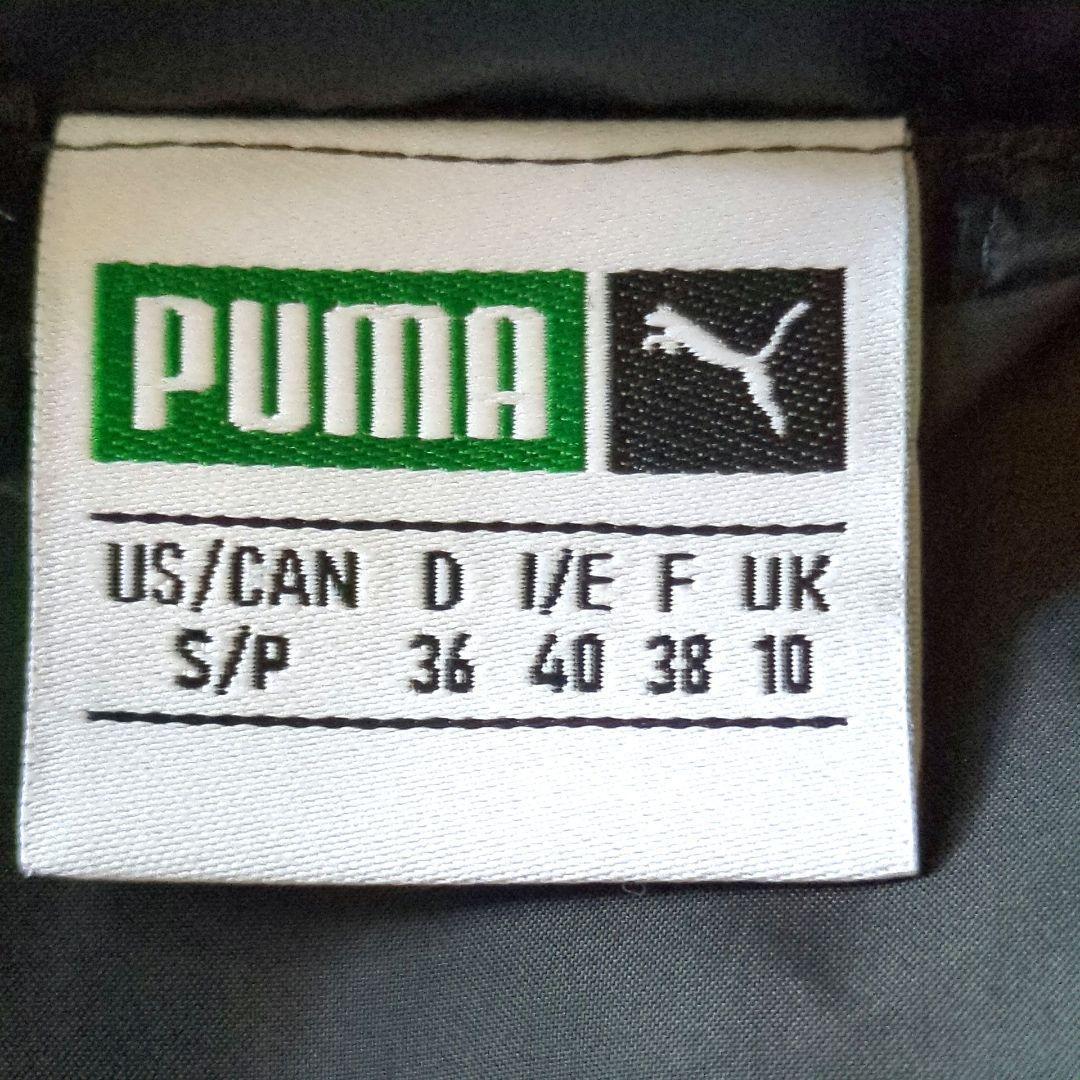 PUMA
US/CAN D I/E F UK
S/P 36 40 38 10